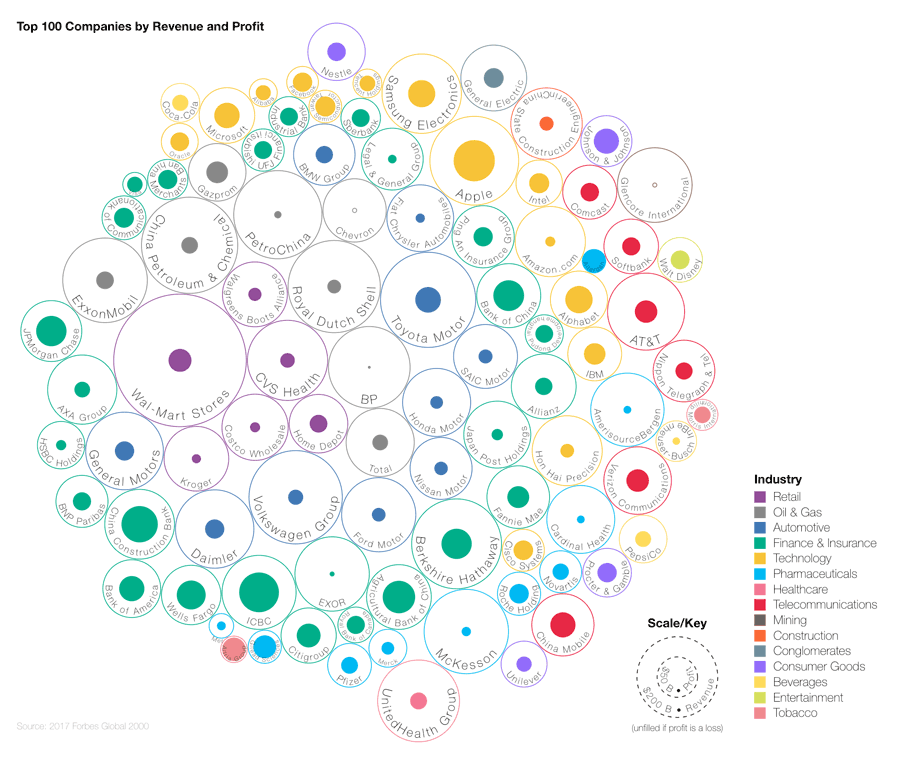 Top 100 Companies by Revenue and Profit
Nestle
Samsung Electronics
General Electric
Coca-Cola
Microsoft
Alibaba
Facebook
Industrial Bank
Sberbank
China State Construction Engineering
Johnson & Johnson
Oracle
BMW Group
Legal & General Group
Apple
Intel
Comcast
Glencore International
Gazprom
China Merchants Bank
PetroChina
Chevron
Fiat Chrysler Automobiles
Ping An Insurance Group
Amazon.com
Softbank
Walt Disney
China Petroleum & Chemical
ExxonMobil
Walgreens Boots Alliance
Royal Dutch Shell
Toyota Motor
Bank of China
Alphabet
AT&T
JPMorgan Chase
Wal-Mart Stores
CVS Health
BP
SAIC Motor
IBM
Nippon Telegraph & Tel
AXA Group
Honda Motor
Allianz
AmerisourceBergen
HSBC Holdings
General Motors
Costco Wholesale
Home Depot
Total
Japan Post Holdings
Hon Hai Precision
Kroger
Nissan Motor
Verizon Communications
BNP Paribas
China Construction Bank
Daimler
Volkswagen Group
Ford Motor
Berkshire Hathaway
Fannie Mae
Cisco Systems
Cardinal Health
PepsiCo
Bank of America
Wells Fargo
ICBC
EXOR
Agricultural Bank of China
Roche Holding
Novartis
Procter & Gamble
Citigroup
Pfizer
Merck
McKesson
Unilever
China Mobile
UnitedHealth Group
Industry
Retail
Oil & Gas
Automotive
Finance & Insurance
Technology
Pharmaceuticals
Healthcare
Telecommunications
Mining
Construction
Conglomerates
Consumer Goods
Beverages
Entertainment
Tobacco
Scale/Key
$50 B • Profit
$200 B • Revenue
(unfilled if profit is a loss)
Source: 2017 Forbes Global 2000